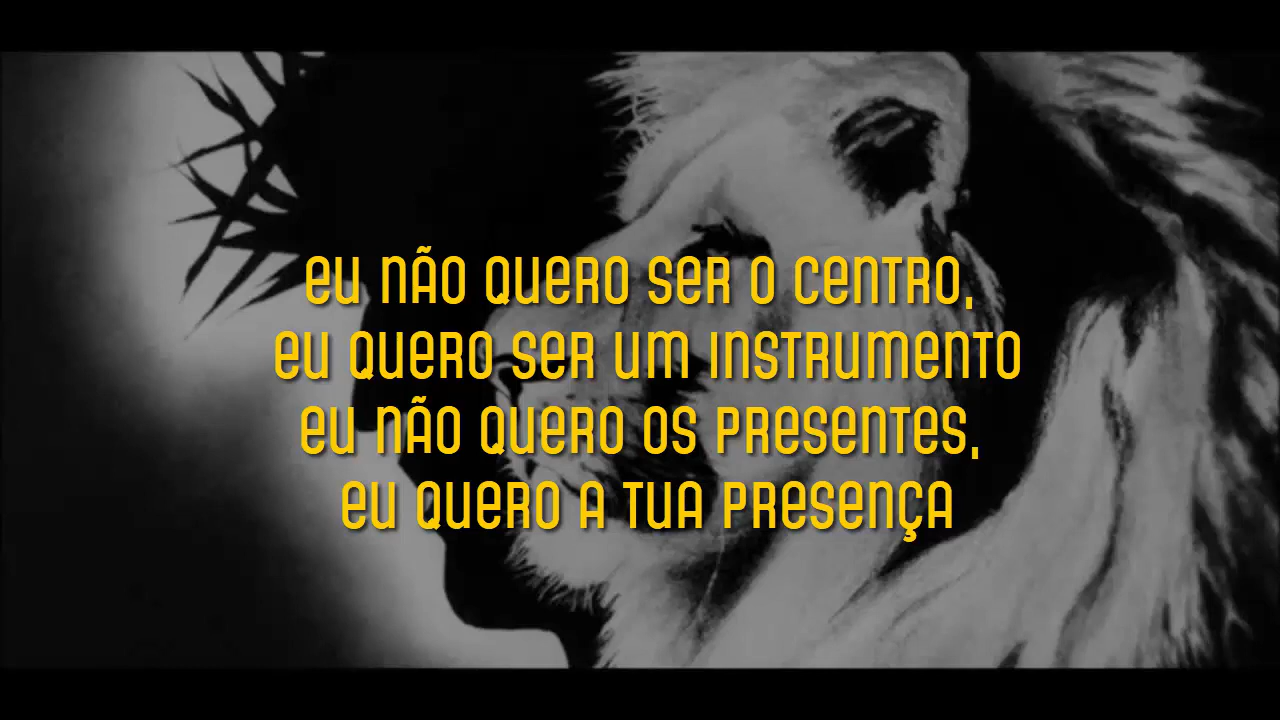 EU NÃO QUERO SER O CENTRO,
EU QUERO SER UM INSTRUMENTO
EU NÃO QUERO OS PRESENTES,
EU QUERO A TUA PRESENÇA